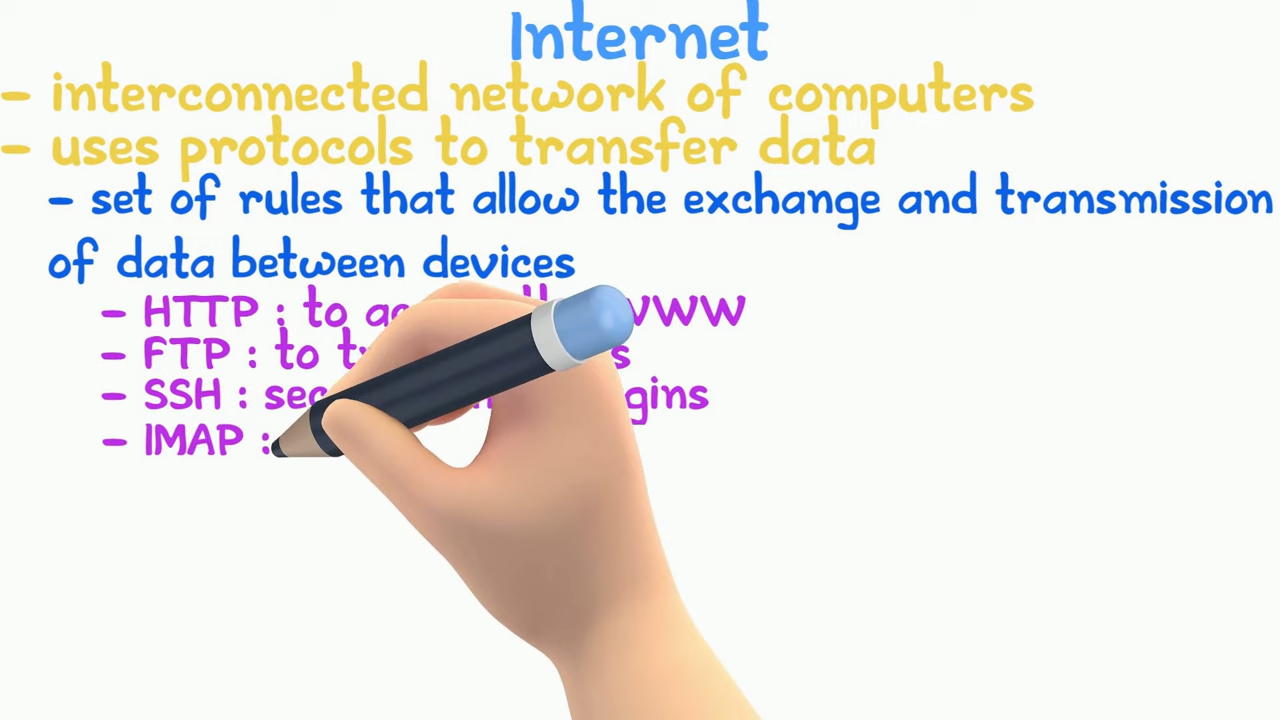 Internet
- interconnected network of computers
- uses protocols to transfer data
- set of rules that allow the exchange and transmission
of data between devices
- HTTP : to WWW
- FTP : to
- SSH :
- IMAP :